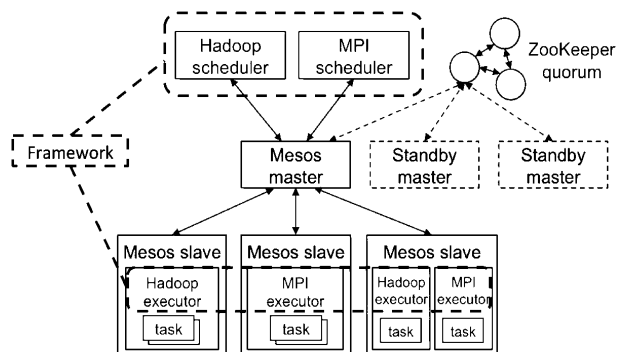 Hadoop
scheduler
MPI
scheduler
ZooKeeper
quorum
Framework
Mesos
master
Standby
master
Standby
master
Mesos slave
Hadoop
executor
task
Mesos slave
MPI
executor
task
Mesos slave
Hadoop
executor
task
MPI
executor
task